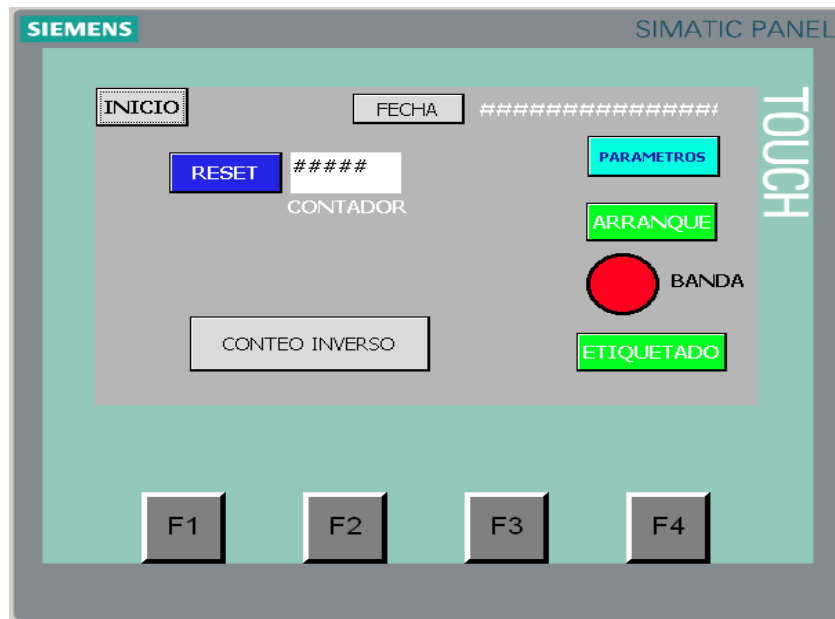 SIEMENS
SIMATIC PANEL
TOUCH
INICIO
FECHA
###############
RESET
#####
CONTADOR
PARAMETROS
ARRANQUE
BANDA
CONTEO INVERSO
ETIQUETADO
F1
F2
F3
F4